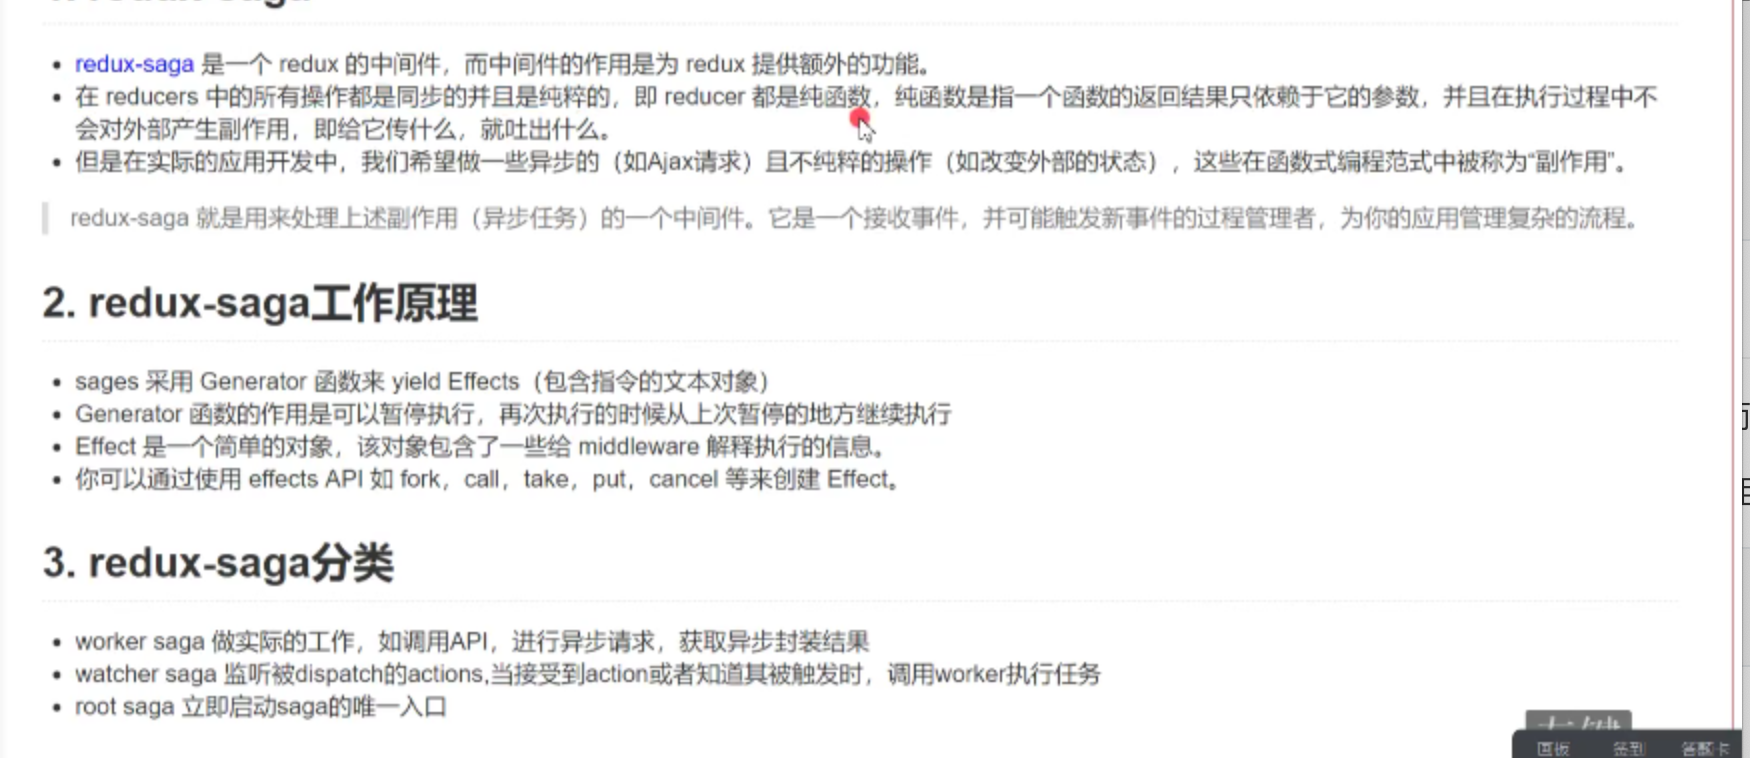 1. redux-saga
redux-saga 是一个 redux 的中间件，而中间件的作用是为 redux 提供额外的功能。
在 reducers 中的所有操作都是同步的并且是纯粹的，即 reducer 都是纯函数，纯函数是指一个函数的返回结果只依赖于它的参数，并且在执行过程中不
会对外部产生副作用，即给它传什么，就吐出什么。
但是在实际的应用开发中，我们希望做一些异步的（如Ajax请求）且不纯粹的操作（如改变外部的状态），这些在函数式编程范式中被称为“副作用”。
redux-saga 就是用来处理上述副作用（异步任务）的一个中间件。它是一个接收事件，并可能触发新事件的过程管理者，为你的应用管理复杂的流程。
2. redux-saga工作原理
sages 采用 Generator 函数来 yield Effects（包含指令的文本对象）
Generator 函数的作用是可以暂停执行，再次执行的时候从上次暂停的地方继续执行
Effect 是一个简单的对象，该对象包含了一些给 middleware 解释执行的信息。
你可以通过使用 effects API 如 fork，call，take，put，cancel 等来创建 Effect。
3. redux-saga分类
worker saga 做实际的工作，如调用API，进行异步请求，获取异步封装结果
watcher saga 监听被dispatch的actions,当接受到action或者知道其被触发时，调用worker执行任务
root saga 立即启动saga的唯一入口
画板 签到 答题卡